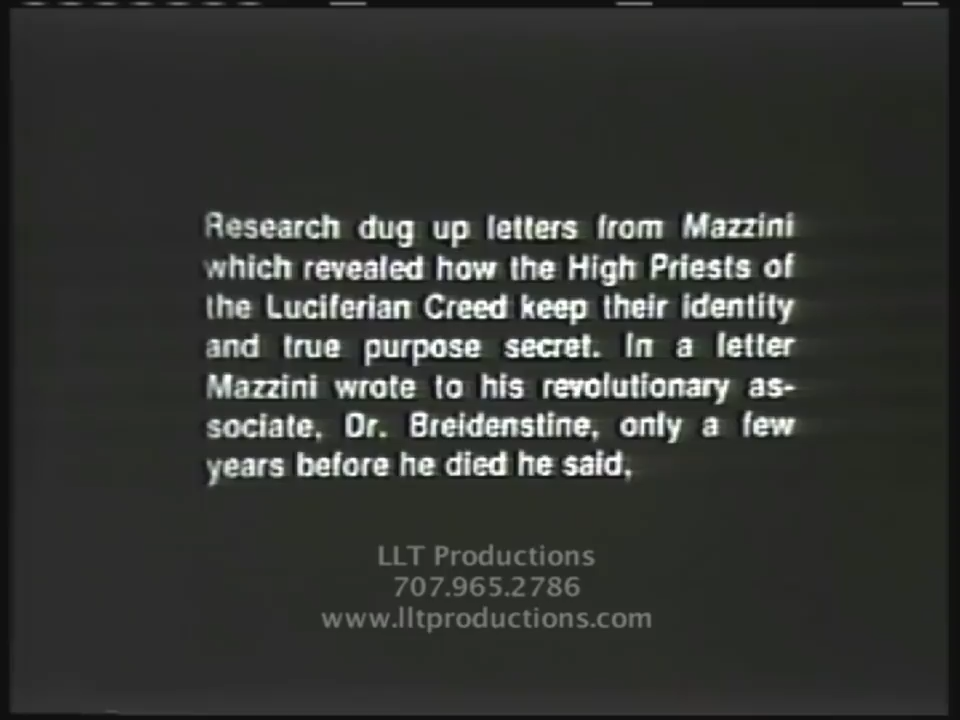 Research dug up letters from Mazzini
which revealed how the High Priests of
the Luciferian Creed keep their identity
and true purpose secret. In a letter
Mazzini wrote to his revolutionary as-
sociate, Dr. Breidenstine, only a few
years before he died he said,
LLT Productions
707.965.2786
www.lltproductions.com